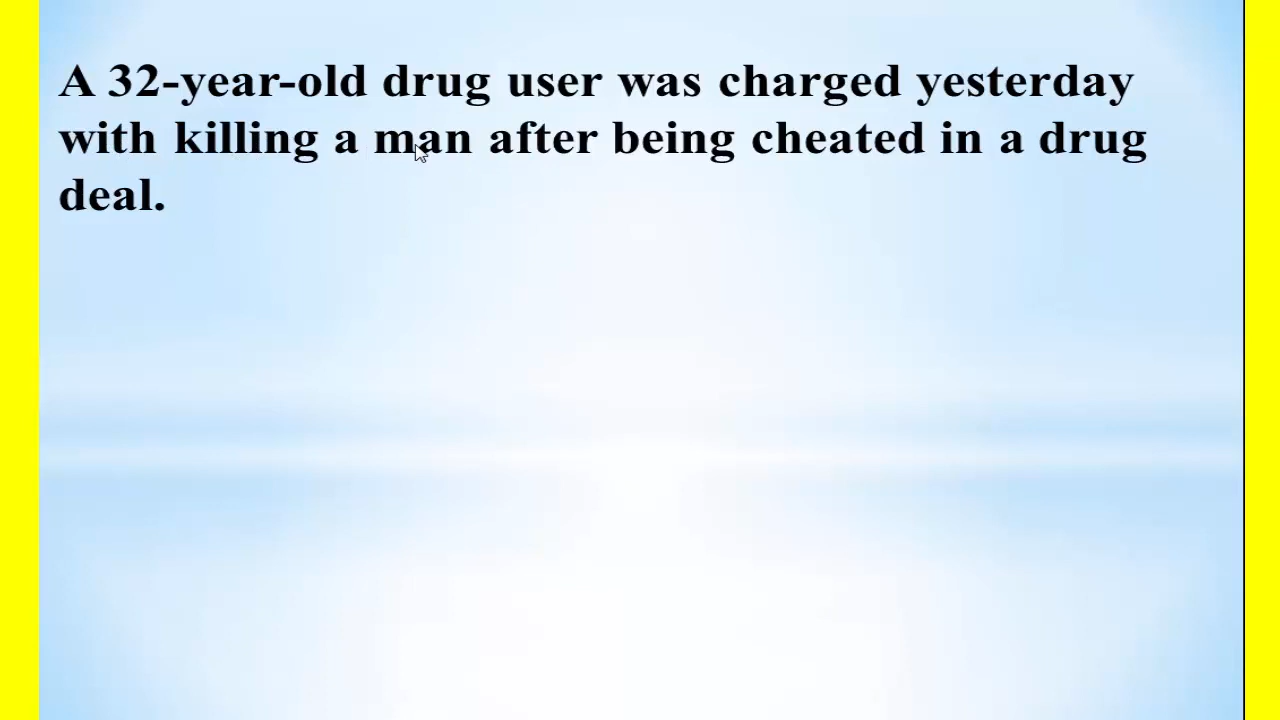 A 32-year-old drug user was charged yesterday
with killing a man after being cheated in a drug
deal.